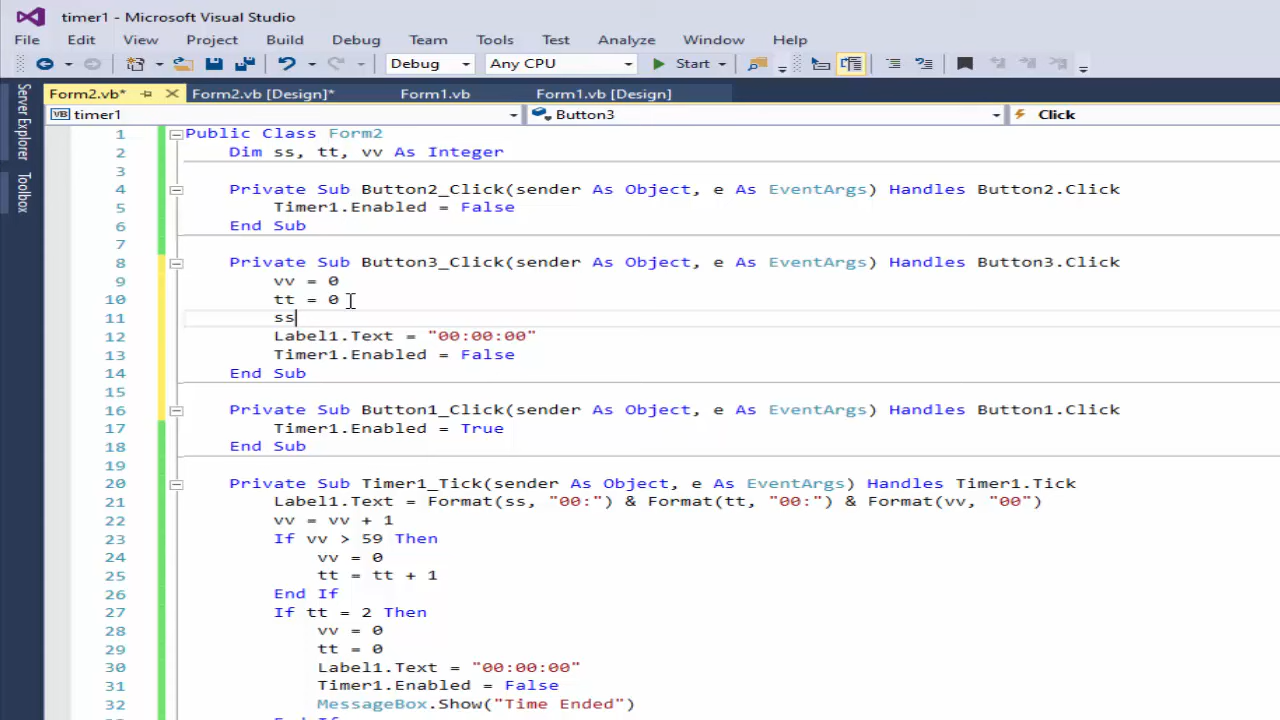 timer1 - Microsoft Visual Studio
File Edit View Project Build Debug Team Tools Test Analyze Window Help
Debug Any CPU Start
Server Explorer
Toolbox
Form2.vb* Form2.vb [Design]* Form1.vb Form1.vb [Design]
VB timer1 Button3 Click
1 Public Class Form2
2 Dim ss, tt, vv As Integer
3
4 Private Sub Button2_Click(sender As Object, e As EventArgs) Handles Button2.Click
5 Timer1.Enabled = False
6 End Sub
7
8 Private Sub Button3_Click(sender As Object, e As EventArgs) Handles Button3.Click
9 vv = 0
10 tt = 0
11 ss
12 Label1.Text = "00:00:00"
13 Timer1.Enabled = False
14 End Sub
15
16 Private Sub Button1_Click(sender As Object, e As EventArgs) Handles Button1.Click
17 Timer1.Enabled = True
18 End Sub
19
20 Private Sub Timer1_Tick(sender As Object, e As EventArgs) Handles Timer1.Tick
21 Label1.Text = Format(ss, "00:") & Format(tt, "00:") & Format(vv, "00")
22 vv = vv + 1
23 If vv > 59 Then
24 vv = 0
25 tt = tt + 1
26 End If
27 If tt = 2 Then
28 vv = 0
29 tt = 0
30 Label1.Text = "00:00:00"
31 Timer1.Enabled = False
32 MessageBox.Show("Time Ended")
End If